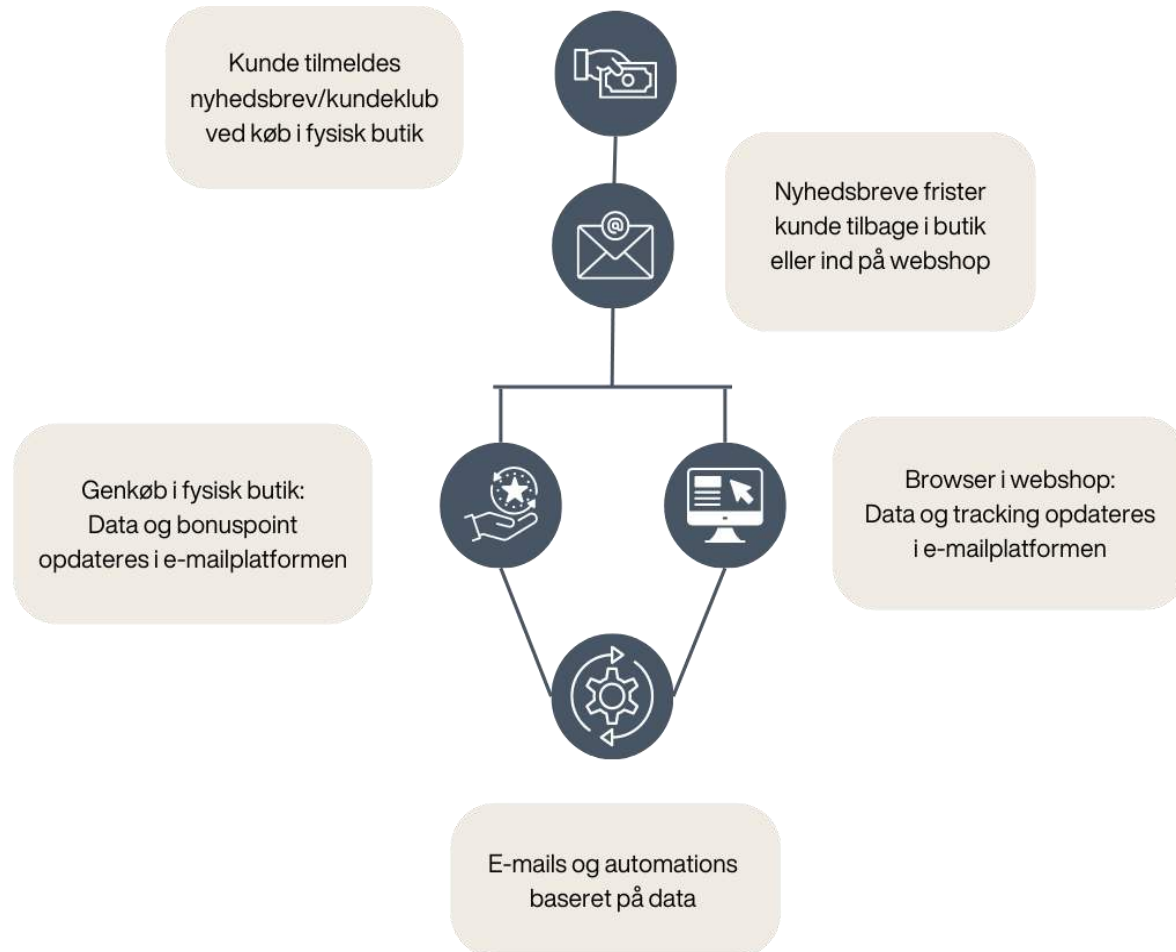 Kunde tilmeldes
nyhedsbrev/kundeklub
ved køb i fysisk butik
@
Nyhedsbreve frister
kunde tilbage i butik
eller ind på webshop
Genkøb i fysisk butik:
Data og bonuspoint
opdateres i e-mailplatformen
Browser i webshop:
Data og tracking opdateres
i e-mailplatformen
E-mails og automations
baseret på data